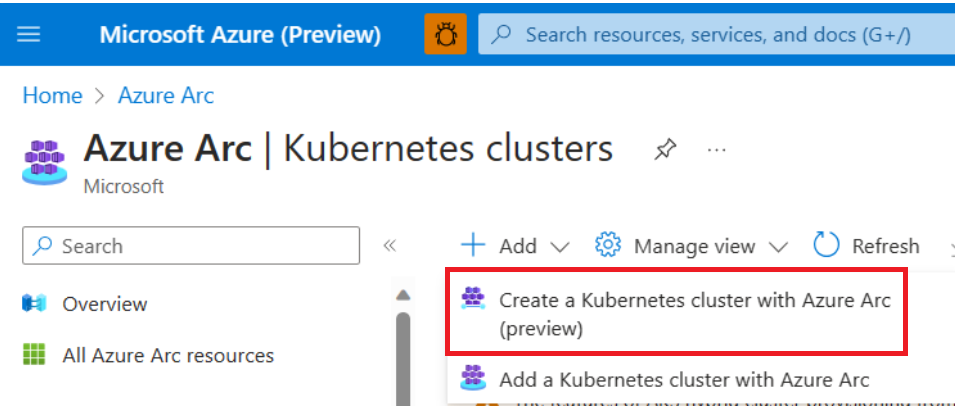 Microsoft Azure (Preview)
Search resources, services, and docs (G+/)
Home > Azure Arc
Azure Arc | Kubernetes clusters
Microsoft
Search
«
Add
Manage view
Refresh
Overview
All Azure Arc resources
Create a Kubernetes cluster with Azure Arc
(preview)
Add a Kubernetes cluster with Azure Arc